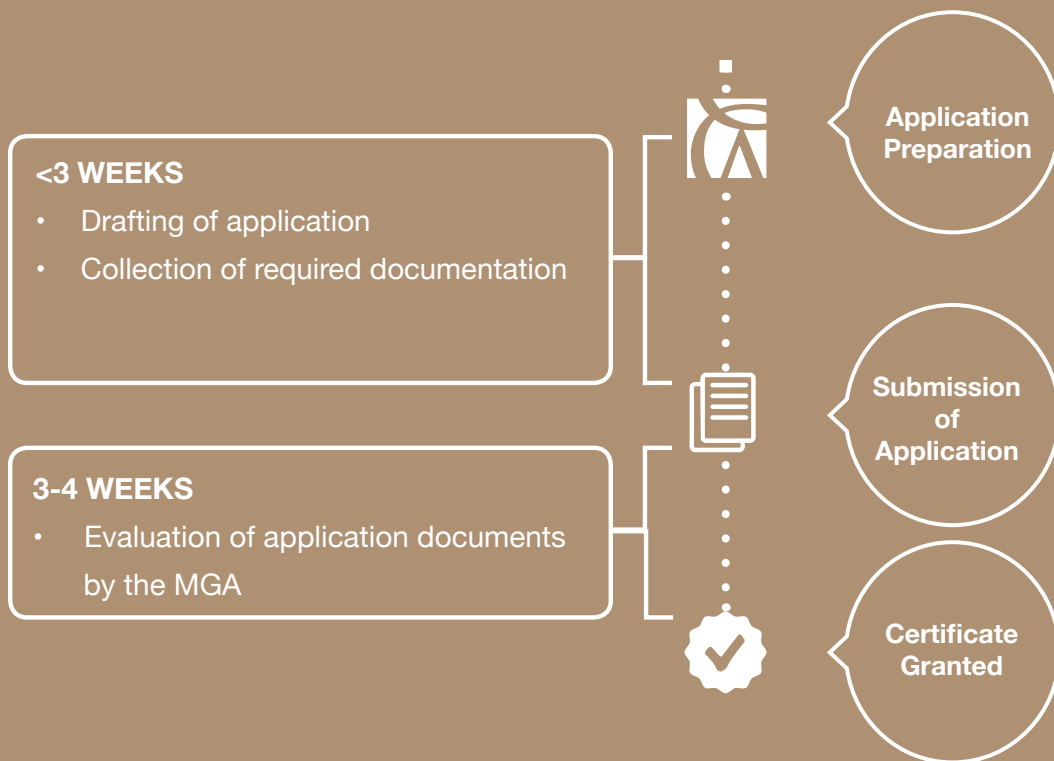 Application
Preparation
<3 WEEKS
• Drafting of application
• Collection of required documentation
Submission
of
Application
3-4 WEEKS
• Evaluation of application documents
by the MGA
Certificate
Granted